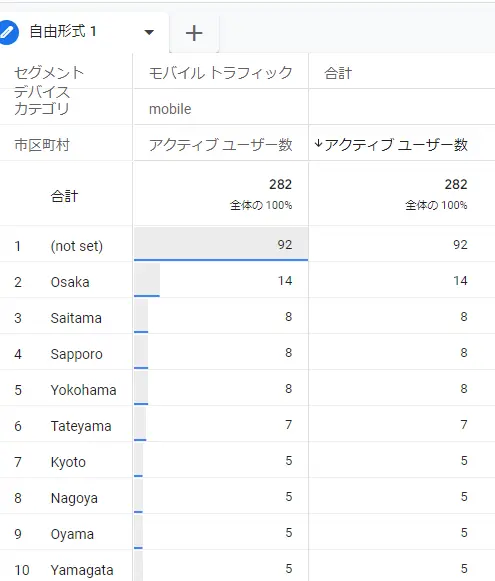 自由形式 1
セグメント モバイル トラフィック 合計
デバイス
カテゴリ mobile
市区町村 アクティブ ユーザー数 ↓アクティブ ユーザー数
合計 282 282
全体の 100% 全体の 100%
1 (not set) 92 92
2 Osaka 14 14
3 Saitama 8 8
4 Sapporo 8 8
5 Yokohama 8 8
6 Tateyama 7 7
7 Kyoto 5 5
8 Nagoya 5 5
9 Oyama 5 5
10 Yamagata 5 5